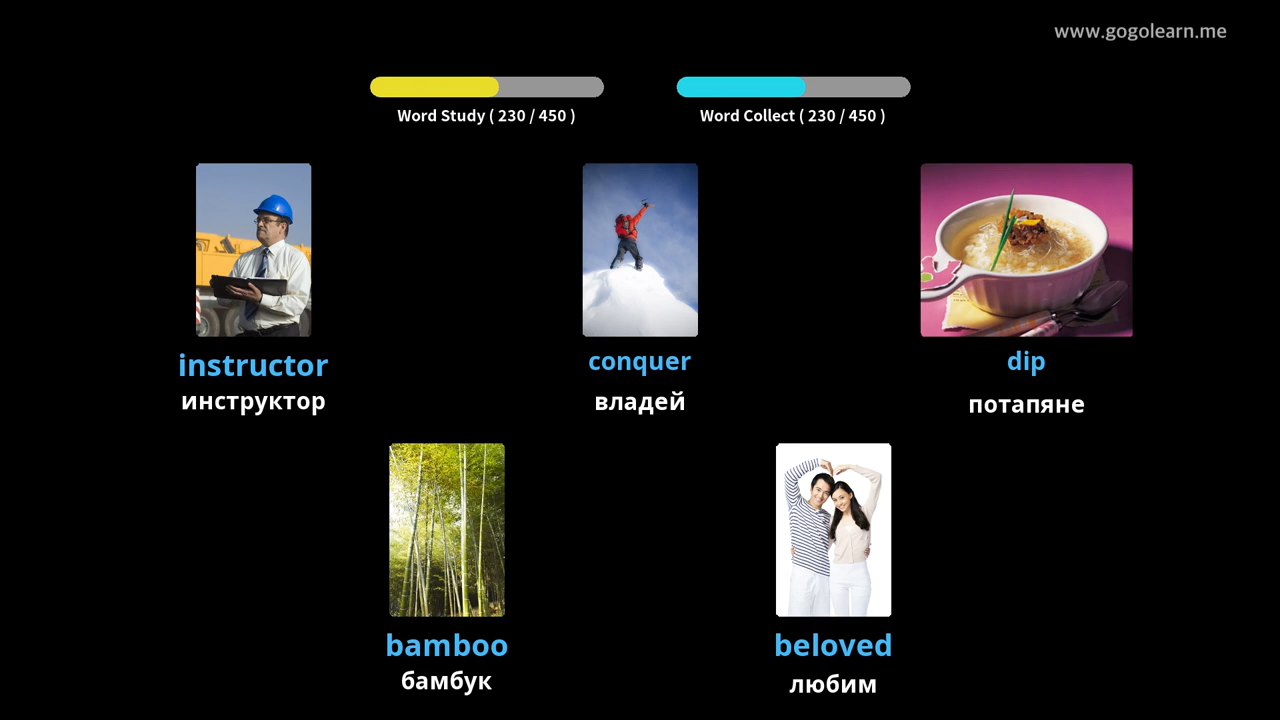 www.gogolearn.me
Word Study ( 230 / 450 )
Word Collect ( 230 / 450 )
instructor
инструктор
conquer
владей
dip
потапяне
bamboo
бамбук
beloved
любим